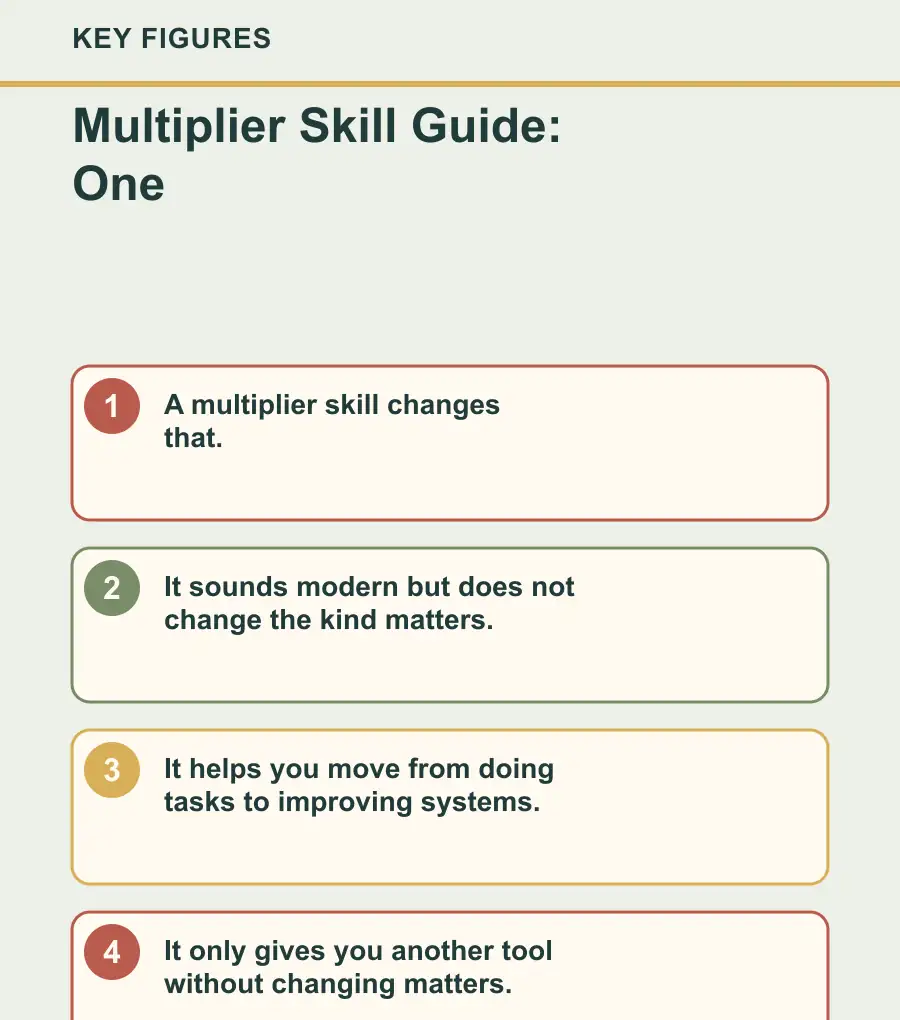 KEY FIGURES
Multiplier Skill Guide:
One
1
A multiplier skill changes
that.
2
It sounds modern but does not
change the kind matters.
3
It helps you move from doing
tasks to improving systems.
4
It only gives you another tool
without changing matters.